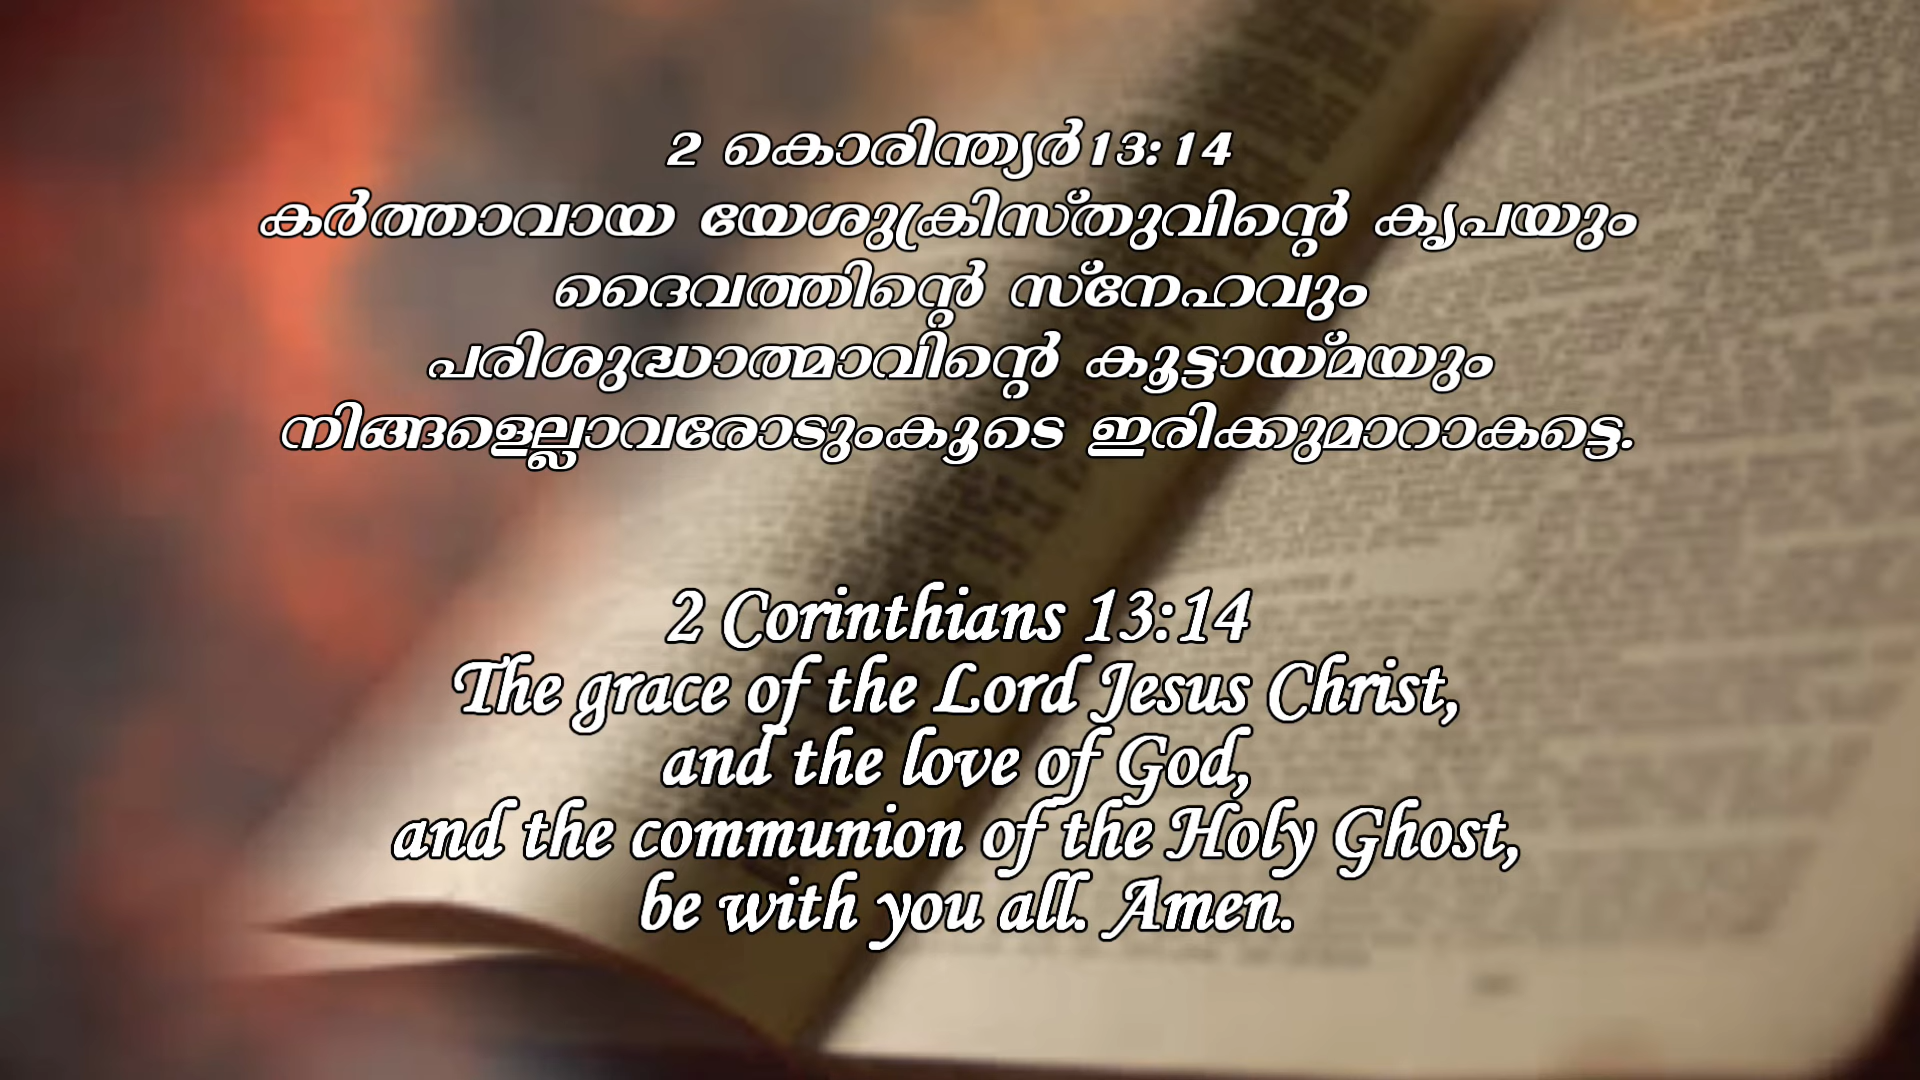 2 കൊരിന്ത്യർ13:14
കർത്താവായ യേശുക്രിസ്തുവിന്റെ കൃപയും
ദൈവത്തിന്റെ സ്നേഹവും
പരിശുദ്ധാത്മാവിന്റെ കൂട്ടായ്മയും
നിങ്ങളെല്ലാവരോടുംകൂടെ ഇരിക്കുമാറാകട്ടെ.
2 Corinthians 13:14
The grace of the Lord Jesus Christ,
and the love of God,
and the communion of the Holy Ghost,
be with you all. Amen.